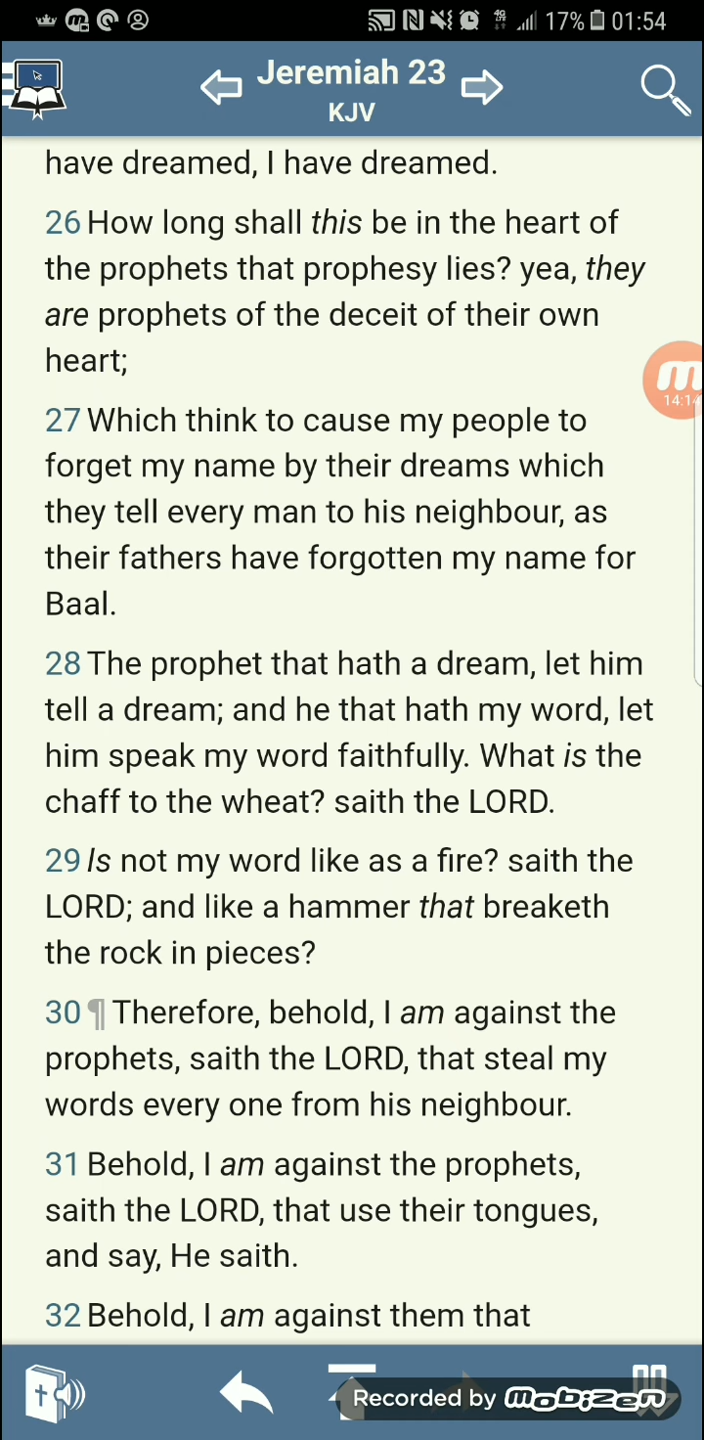 17% 01:54
Jeremiah 23
KJV
have dreamed, I have dreamed.
26 How long shall this be in the heart of
the prophets that prophesy lies? yea, they
are prophets of the deceit of their own
heart;
14:14
27 Which think to cause my people to
forget my name by their dreams which
they tell every man to his neighbour, as
their fathers have forgotten my name for
Baal.
28 The prophet that hath a dream, let him
tell a dream; and he that hath my word, let
him speak my word faithfully. What is the
chaff to the wheat? saith the LORD.
29 Is not my word like as a fire? saith the
LORD; and like a hammer that breaketh
the rock in pieces?
30 ¶ Therefore, behold, I am against the
prophets, saith the LORD, that steal my
words every one from his neighbour.
31 Behold, I am against the prophets,
saith the LORD, that use their tongues,
and say, He saith.
32 Behold, I am against them that
Recorded by mobizen